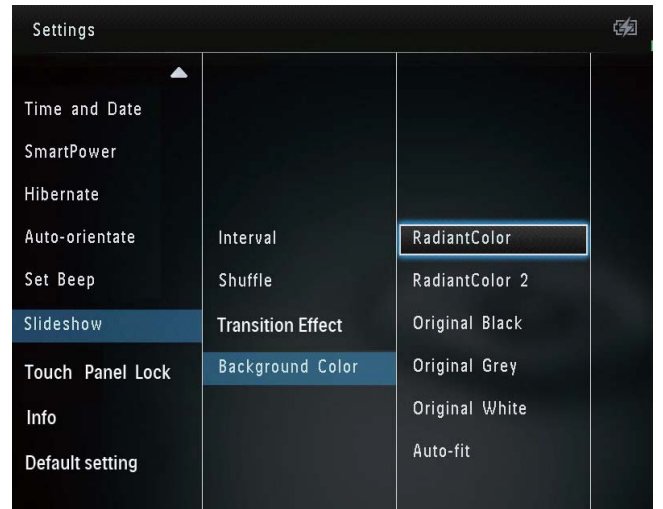 Settings
Time and Date
SmartPower
Hibernate
Auto-orientate
Set Beep
Slideshow
Touch Panel Lock
Info
Default setting
Interval
Shuffle
Transition Effect
Background Color
RadiantColor
RadiantColor 2
Original Black
Original Grey
Original White
Auto-fit